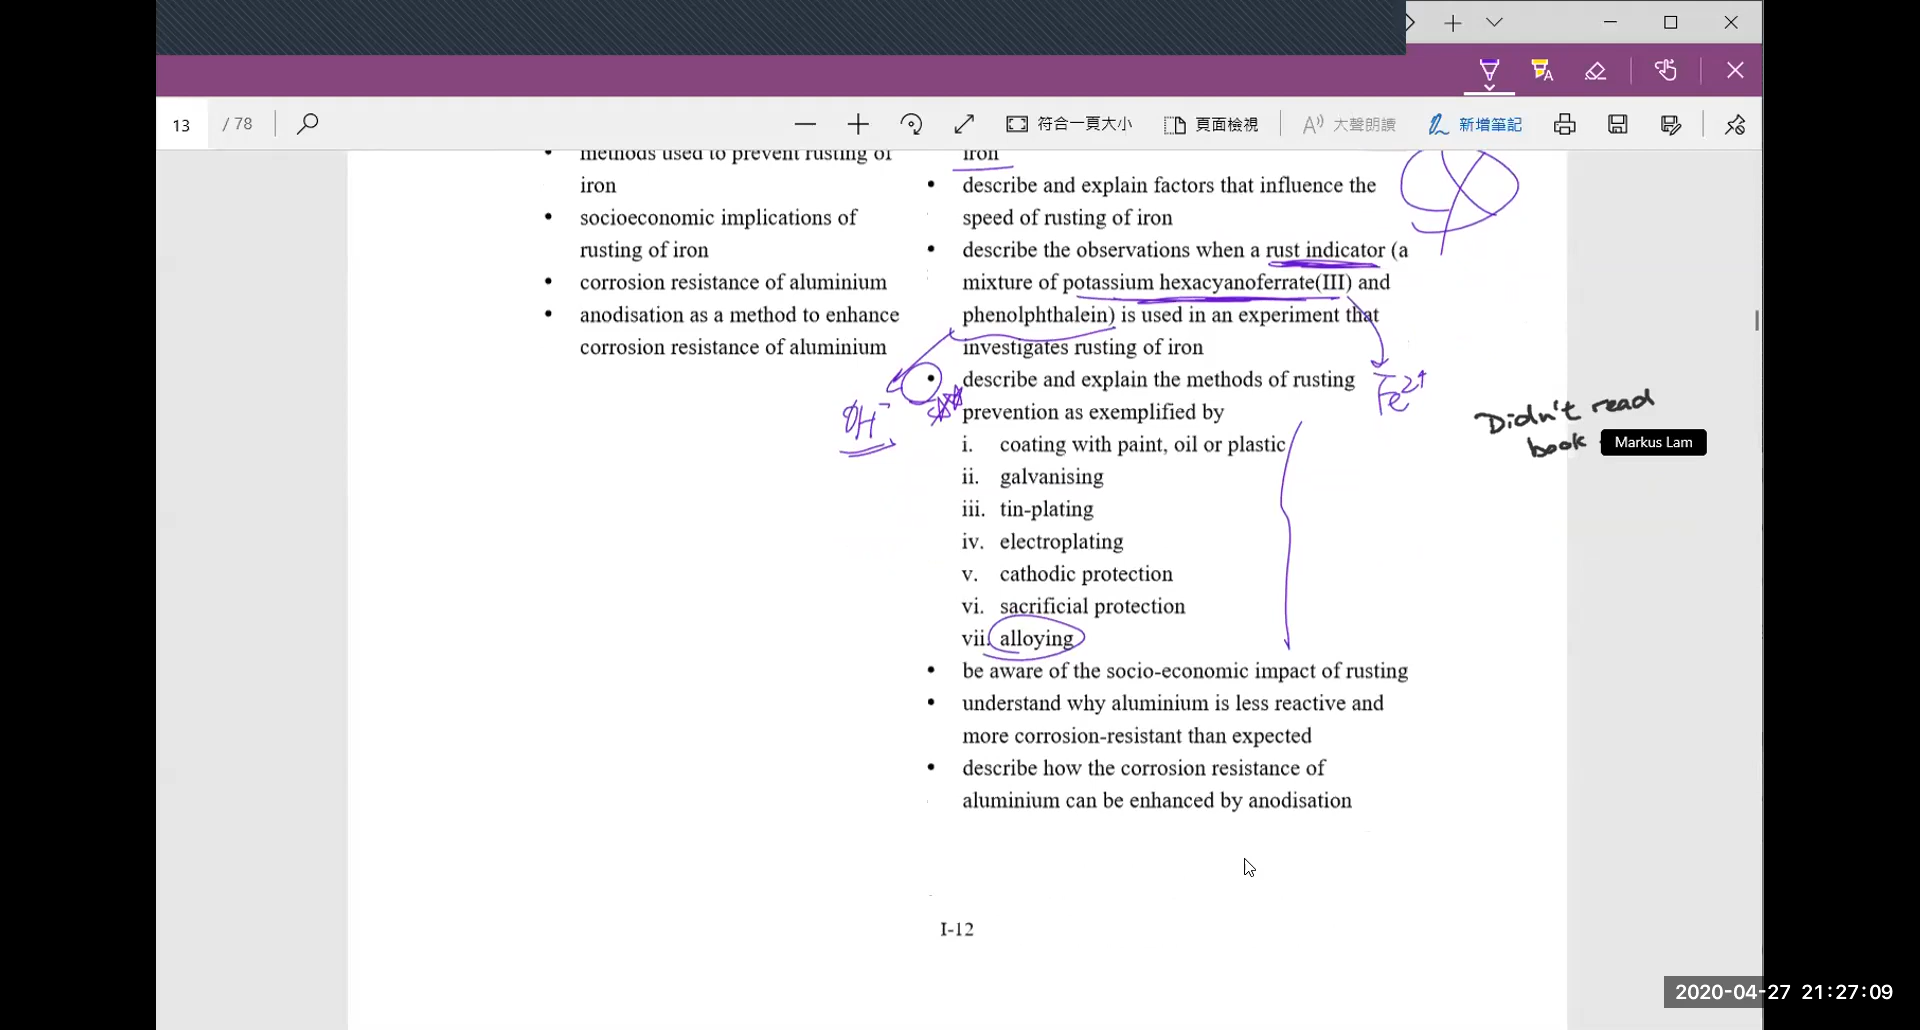 13 / 78
符合一頁大小
頁面檢視
大聲朗讀
新增筆記
methods used to prevent rusting of
iron
• socioeconomic implications of
rusting of iron
• corrosion resistance of aluminium
• anodisation as a method to enhance
corrosion resistance of aluminium
iron
• describe and explain factors that influence the
speed of rusting of iron
• describe the observations when a rust indicator (a
mixture of potassium hexacyanoferrate(III) and
phenolphthalein) is used in an experiment that
investigates rusting of iron
• describe and explain the methods of rusting
prevention as exemplified by
i. coating with paint, oil or plastic
ii. galvanising
iii. tin-plating
iv. electroplating
v. cathodic protection
vi. sacrificial protection
vii. alloying
• be aware of the socio-economic impact of rusting
• understand why aluminium is less reactive and
more corrosion-resistant than expected
• describe how the corrosion resistance of
aluminium can be enhanced by anodisation
OH⁻
Fe²⁺
Didn't read
book
Markus Lam
I-12
2020-04-27 21:27:09